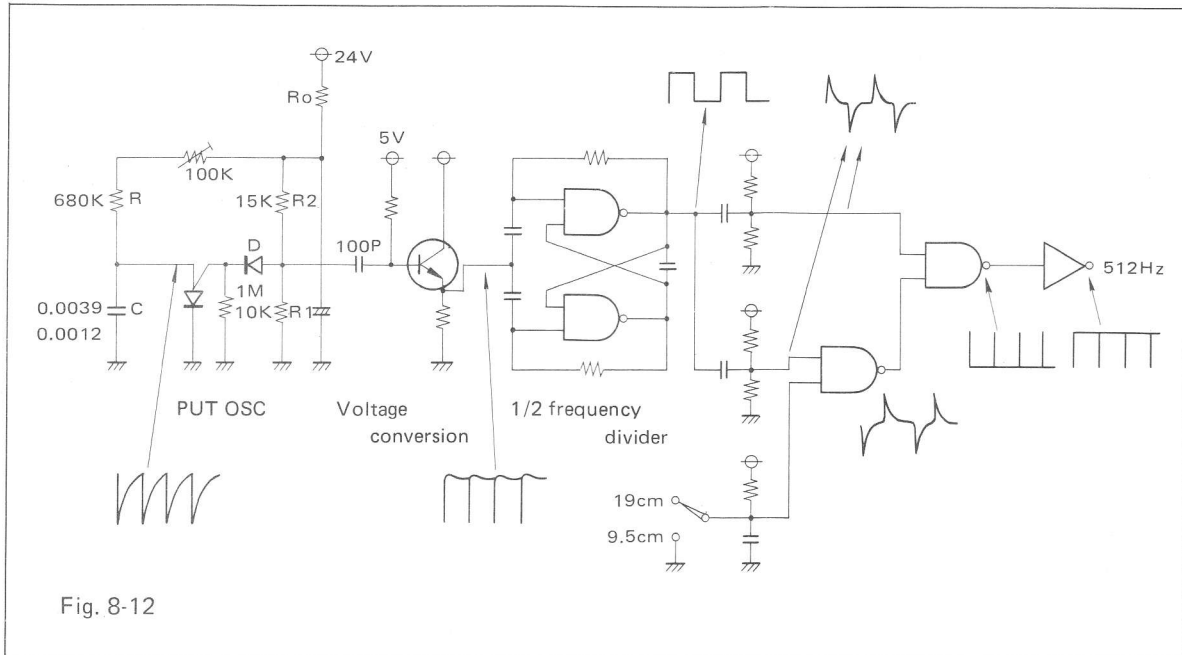 24V
Ro
5V
100K
680K R
15K R2
D
100P
1M
0.0039 C
0.0012
10K R1
512Hz
PUT OSC
Voltage
conversion
1/2 frequency
divider
19cm
9.5cm
Fig. 8-12